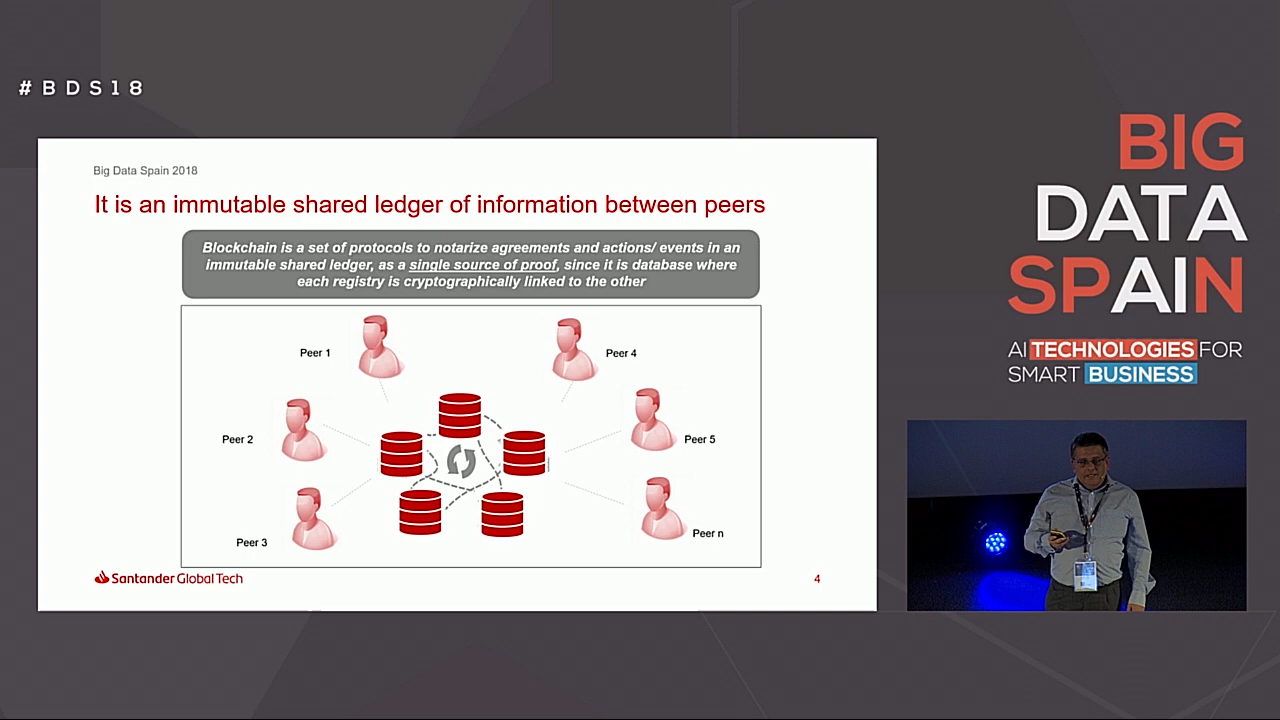 #BDS18
Big Data Spain 2018
It is an immutable shared ledger of information between peers
Blockchain is a set of protocols to notarize agreements and actions/ events in an
immutable shared ledger, as a single source of proof, since it is database where
each registry is cryptographically linked to the other
Peer 1
Peer 4
Peer 2
Peer 5
Peer 3
Peer n
Santander Global Tech
4
BIG
DATA
SPAIN
AI TECHNOLOGIES FOR
SMART BUSINESS